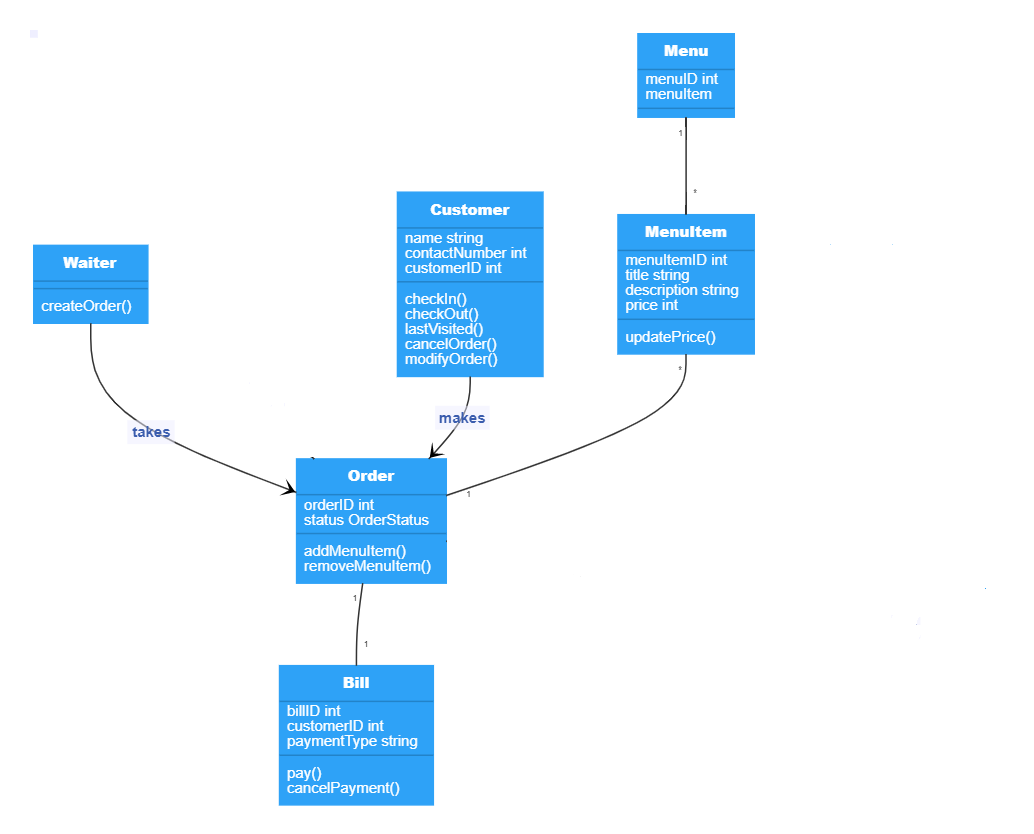 Menu
menuID int
menuItem
1
*
Customer
name string
contactNumber int
customerID int
checkIn()
checkOut()
lastVisited()
cancelOrder()
modifyOrder()
MenuItem
menuItemID int
title string
description string
price int
updatePrice()
Waiter
createOrder()
*
makes
takes
Order
orderID int
status OrderStatus
addMenuItem()
removeMenuItem()
1
1
1
Bill
billID int
customerID int
paymentType string
pay()
cancelPayment()